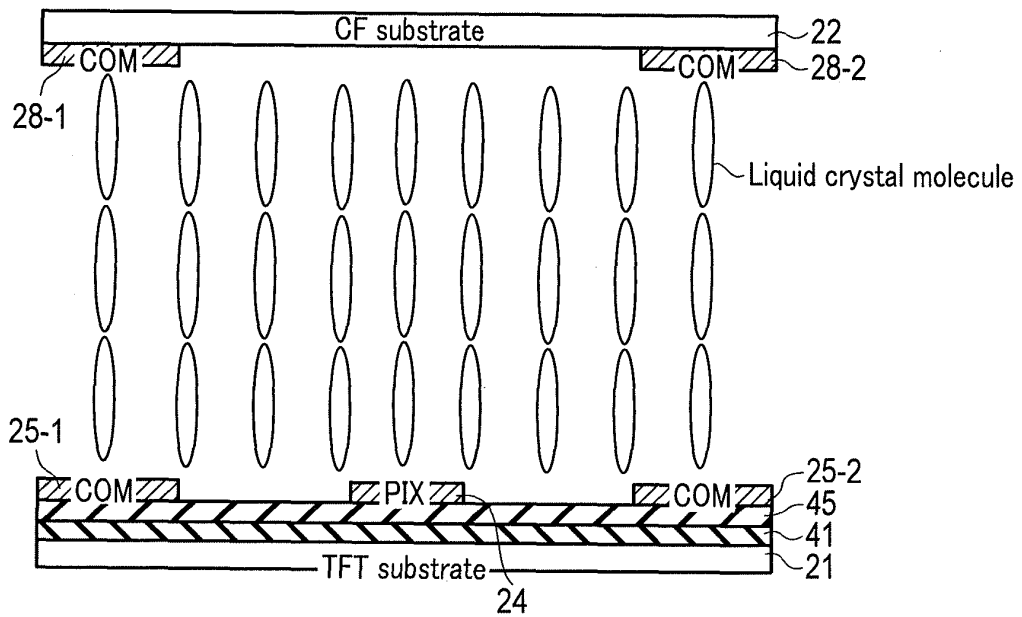 CF substrate
22
COM
COM
28-2
28-1
Liquid crystal molecule
25-1
COM
PIX
COM
25-2
45
41
TFT substrate
21
24